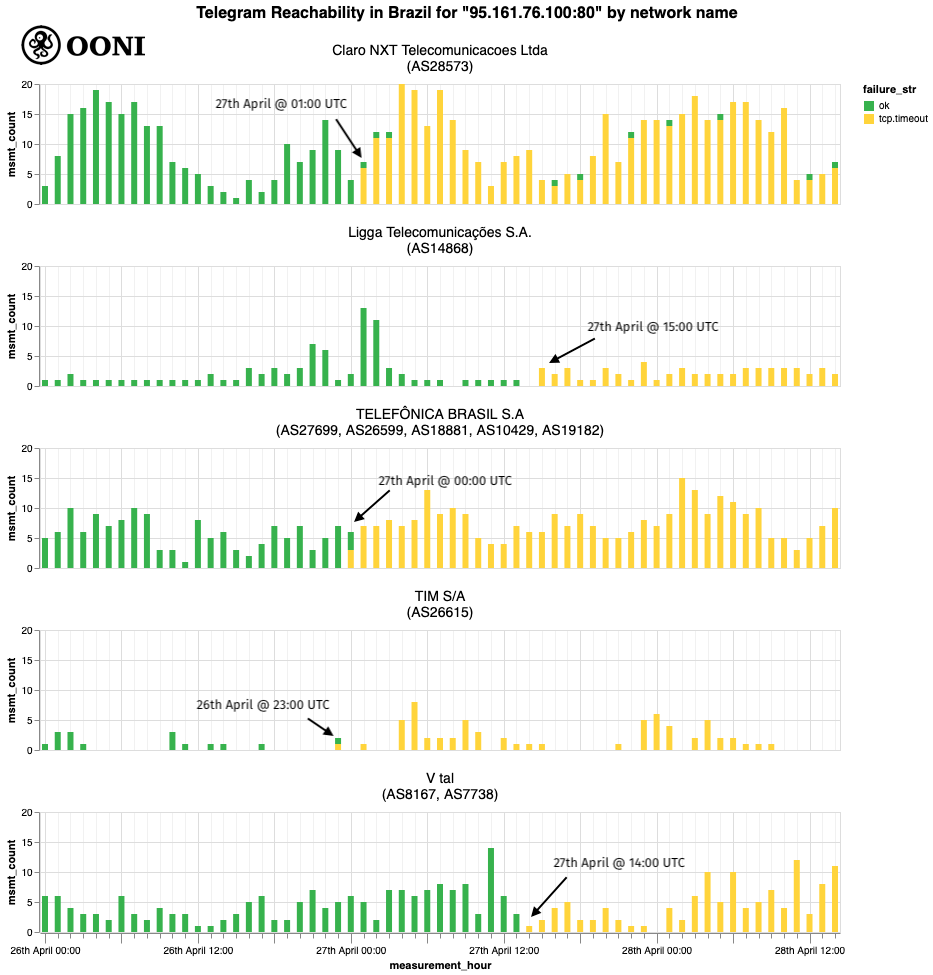 Telegram Reachability in Brazil for "95.161.76.100:80" by network name
OONI
Claro NXT Telecomunicacoes Ltda
(AS28573)
failure_str
ok
tcp.timeout
msmt_count
20
15
10
5
0
27th April @ 01:00 UTC
Ligga Telecomunicações S.A.
(AS14868)
msmt_count
20
15
10
5
0
27th April @ 15:00 UTC
TELEFÔNICA BRASIL S.A
(AS27699, AS26599, AS18881, AS10429, AS19182)
msmt_count
20
15
10
5
0
27th April @ 00:00 UTC
TIM S/A
(AS26615)
msmt_count
20
15
10
5
0
26th April @ 23:00 UTC
V tal
(AS8167, AS7738)
msmt_count
20
15
10
5
0
27th April @ 14:00 UTC
26th April 00:00 26th April 12:00 27th April 00:00 27th April 12:00 28th April 00:00 28th April 12:00
measurement_hour